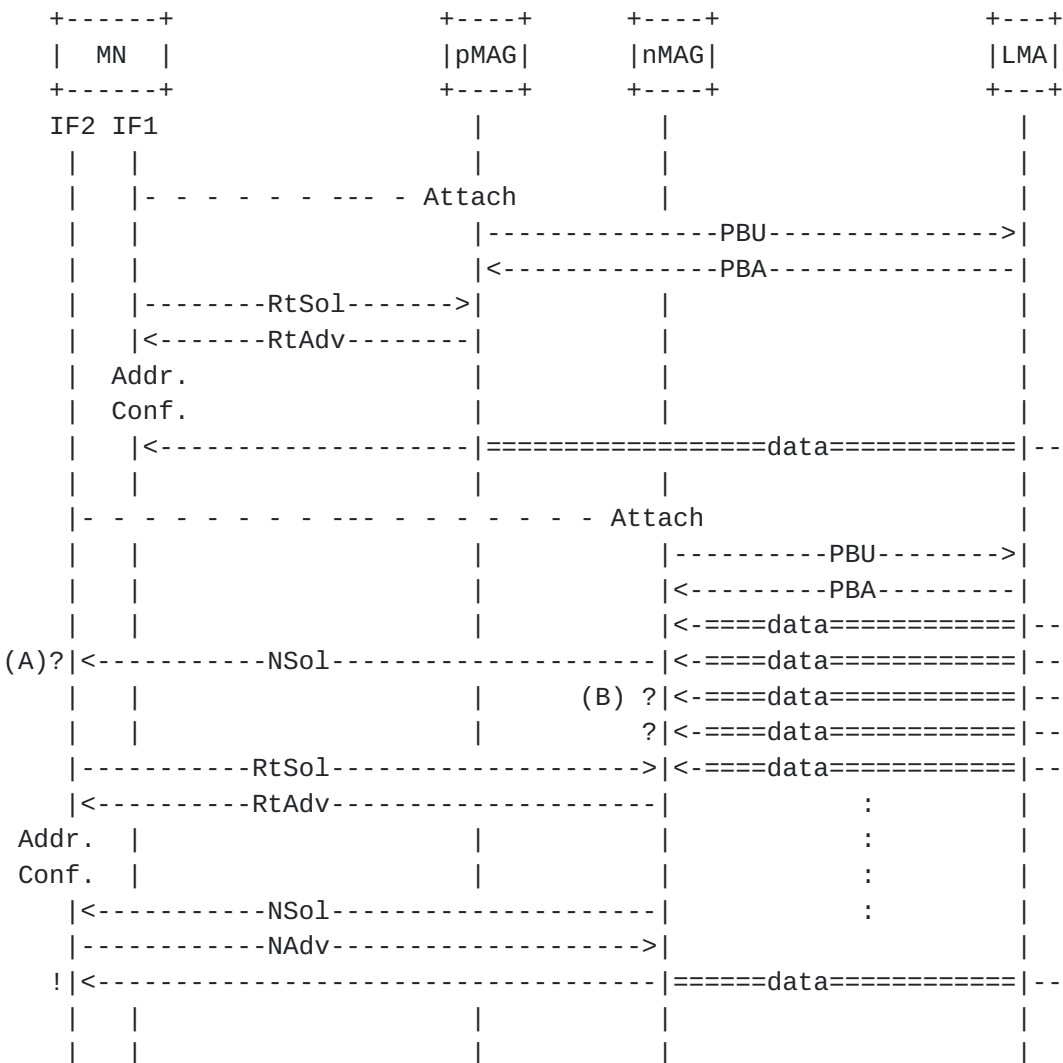 +------+                 +----+      +----+                 +---+
|  MN  |                 |pMAG|      |nMAG|                 |LMA|
+------+                 +----+      +----+                 +---+
IF2 IF1                    |           |                      |
 |   |                     |           |                      |
 |   |- - - - - - --- - Attach         |                      |
 |   |                     |---------------PBU--------------->|
 |   |                     |<--------------PBA----------------|
 |   |--------RtSol------->|           |                      |
 |   |<-------RtAdv--------|           |                      |
 |  Addr.                  |           |                      |
 |  Conf.                  |           |                      |
 |   |<--------------------|==================data============|--
 |   |                     |           |                      |
 |- - - - - - - - --- - - - - - - - Attach                    |
 |   |                     |           |----------PBU-------->|
 |   |                     |           |<---------PBA---------|
 |   |                     |           |<-====data============|--
(A)?|<-----------NSol---------------------|<-====data============|--
 |   |                     |     (B) ?|<-====data============|--
 |   |                     |          ?|<-====data============|--
 |-----------RtSol-------------------->|<-====data============|--
 |<----------RtAdv---------------------|            :         |
Addr.  |                     |           |            :         |
Conf.  |                     |           |            :         |
 |<-----------NSol---------------------|            :         |
 |------------NAdv-------------------->|                      |
!|<------------------------------------|======data============|--
 |   |                     |           |                      |
 |   |                     |           |                      |